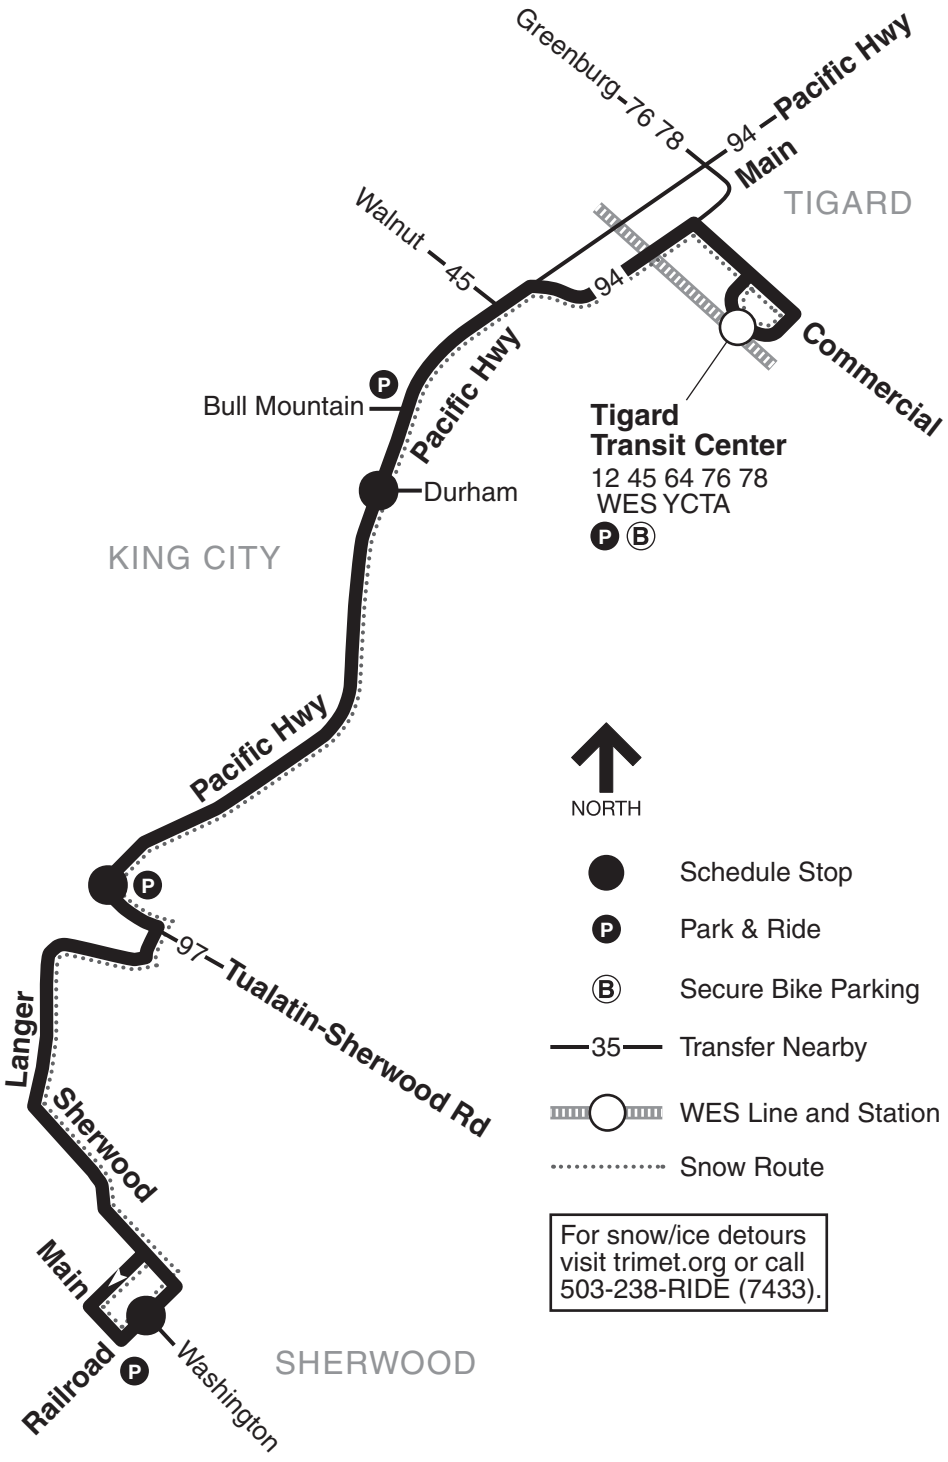 Greenburg
76 78
94
Pacific Hwy
Main
TIGARD
Walnut
45
94
Pacific Hwy
Commercial
P
Bull Mountain
Tigard
Transit Center
12 45 64 76 78
WES YCTA
P B
Durham
KING CITY
Pacific Hwy
NORTH
P
Schedule Stop
P Park & Ride
B Secure Bike Parking
35 Transfer Nearby
WES Line and Station
Snow Route
97
Tualatin-Sherwood Rd
Langer
Sherwood
Main
Railroad
P
Washington
SHERWOOD
For snow/ice detours
visit trimet.org or call
503-238-RIDE (7433).